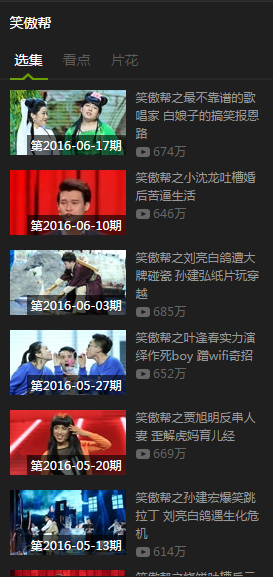 笑傲帮
选集 看点 片花
第2016-06-17期
笑傲帮之最不靠谱的歌
唱家 白娘子的搞笑报恩
路
674万
第2016-06-10期
笑傲帮之小沈龙吐槽婚
后苦逼生活
646万
第2016-06-03期
笑傲帮之刘亮白鸽遭大
牌碰瓷 孙建弘纸片玩穿
越
685万
第2016-05-27期
笑傲帮之叶逢春实力演
绎作死boy 蹭wifi奇招
652万
第2016-05-20期
笑傲帮之贾旭明反串人
妻 歪解虎妈育儿经
669万
第2016-05-13期
笑傲帮之孙建宏爆笑跳
拉丁 刘亮白鸽遇生化危
机
614万